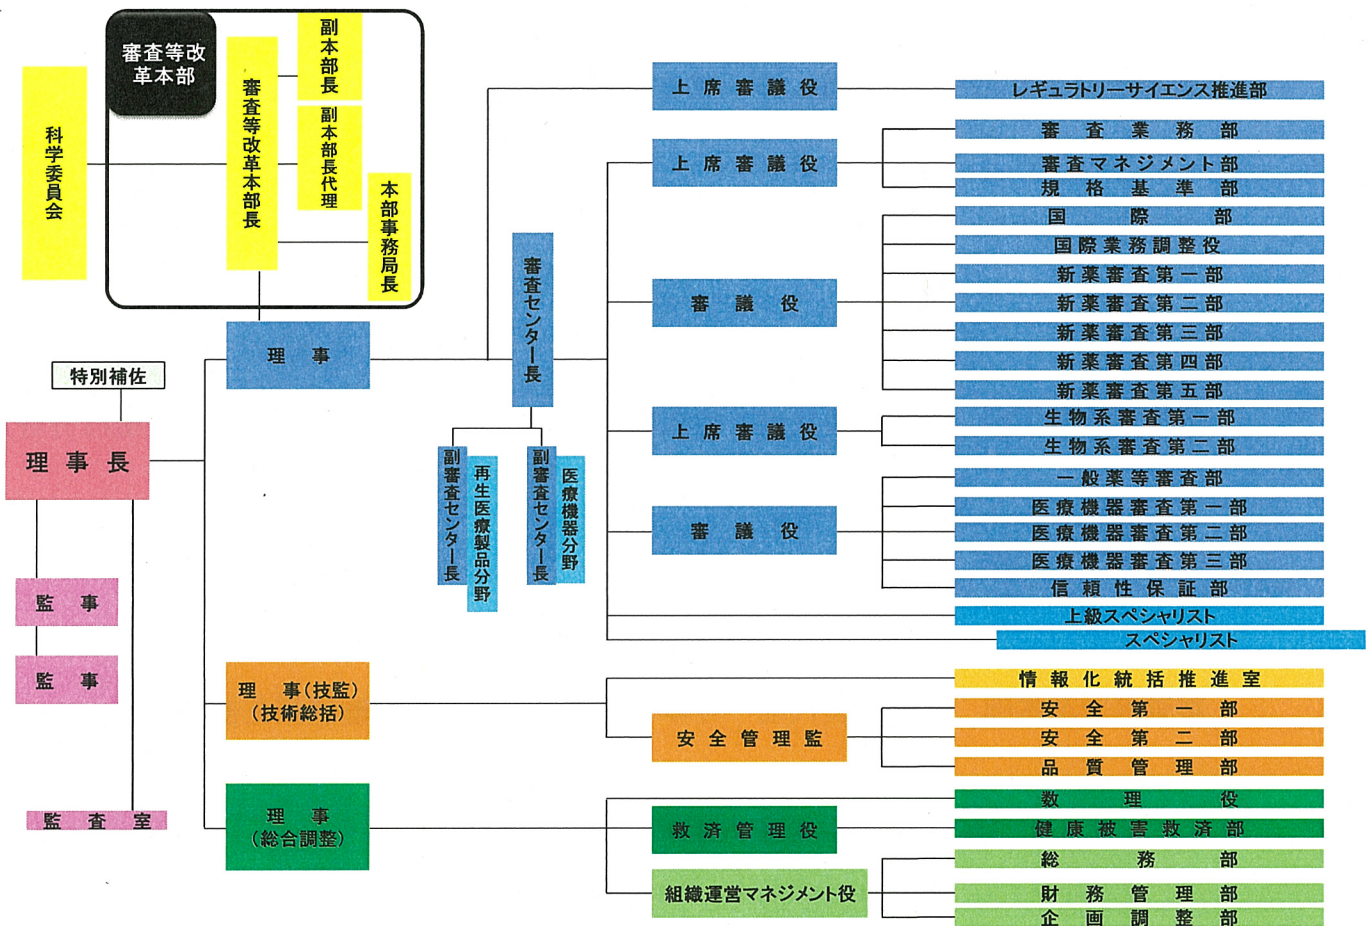 審査等改
革本部
科学委員会
審査等改革本部長
副本部長
副本部長代理
本部事務局長
特別補佐
理事長
監事
監事
監査室
理事
審査センター長
副審査センター長
再生医療製品分野
副審査センター長
医療機器分野
上席審議役
レギュラトリーサイエンス推進部
上席審議役
審査業務部
審査マネジメント部
規格基準部
審議役
国際部
国際業務調整役
新薬審査第一部
新薬審査第二部
新薬審査第三部
新薬審査第四部
新薬審査第五部
上席審議役
生物系審査第一部
生物系審査第二部
審議役
一般薬等審査部
医療機器審査第一部
医療機器審査第二部
医療機器審査第三部
信頼性保証部
上級スペシャリスト
スペシャリスト
理事(技監)
(技術総括)
情報化統括推進室
安全管理監
安全第一部
安全第二部
品質管理部
理事
(総合調整)
数理役
救済管理役
健康被害救済部
組織運営マネジメント役
総務部
財務管理部
企画調整部